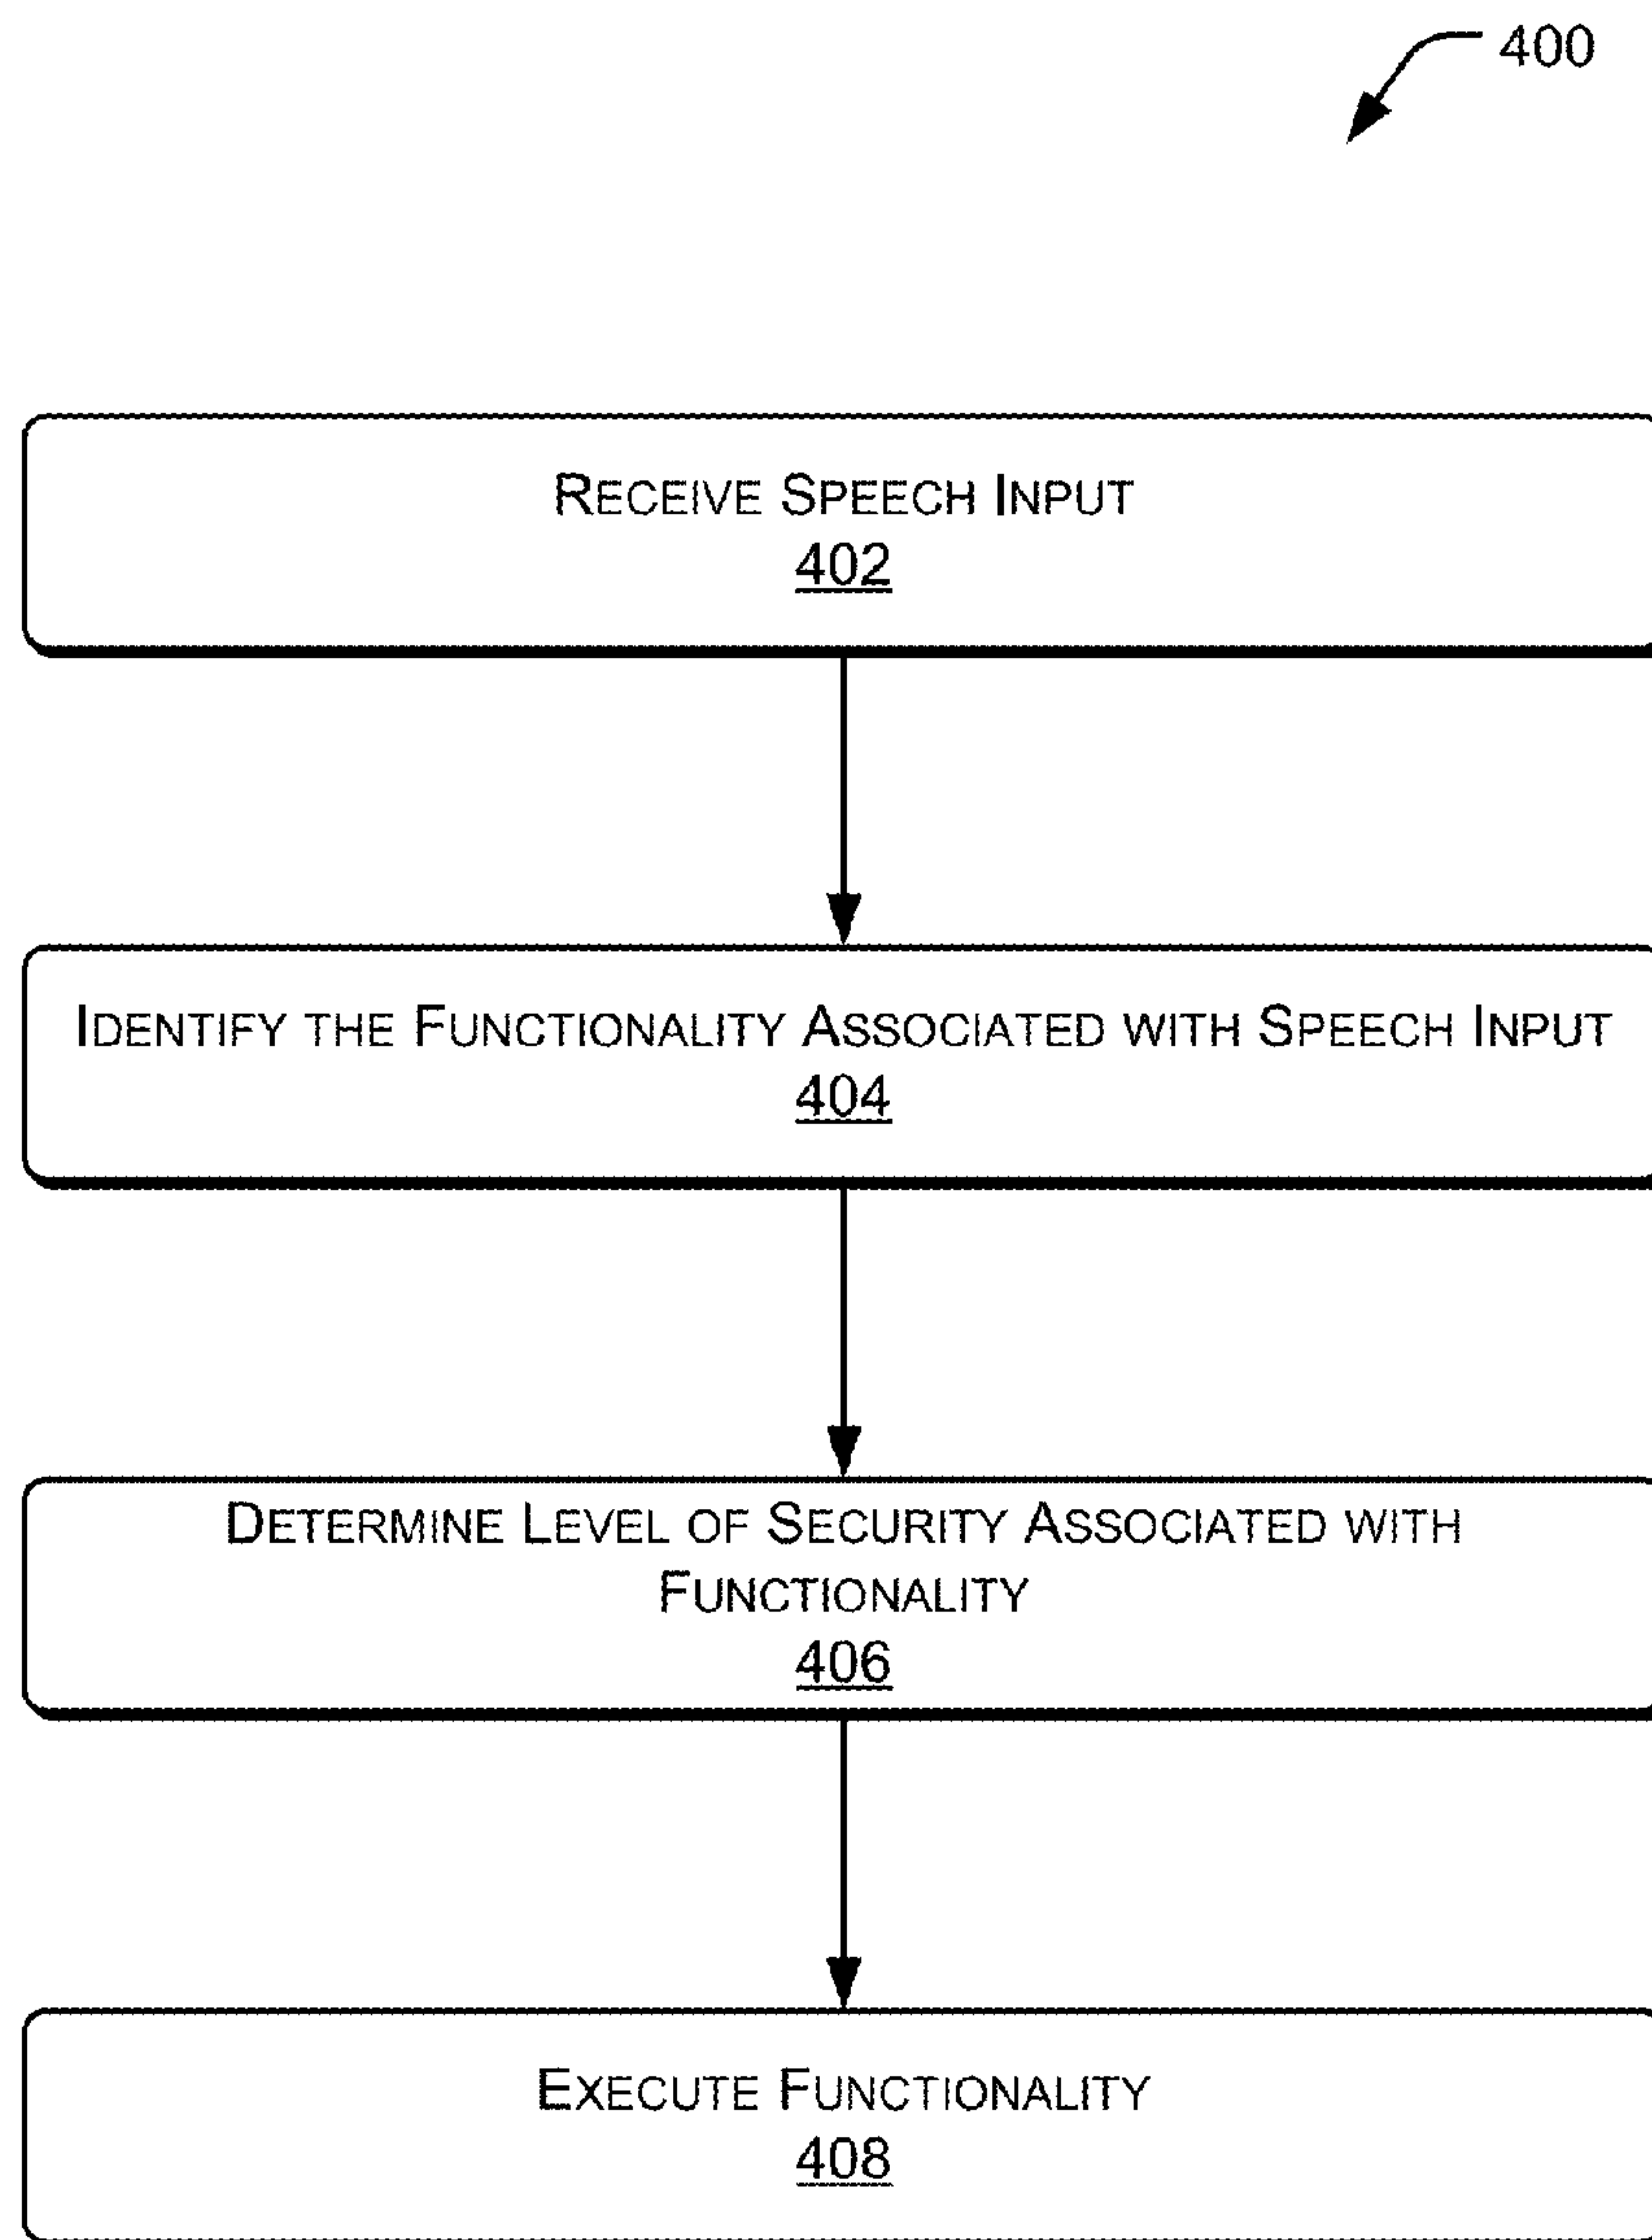 400
RECEIVE SPEECH INPUT
402
IDENTIFY THE FUNCTIONALITY ASSOCIATED WITH SPEECH INPUT
404
DETERMINE LEVEL OF SECURITY ASSOCIATED WITH
FUNCTIONALITY
406
EXECUTE FUNCTIONALITY
408